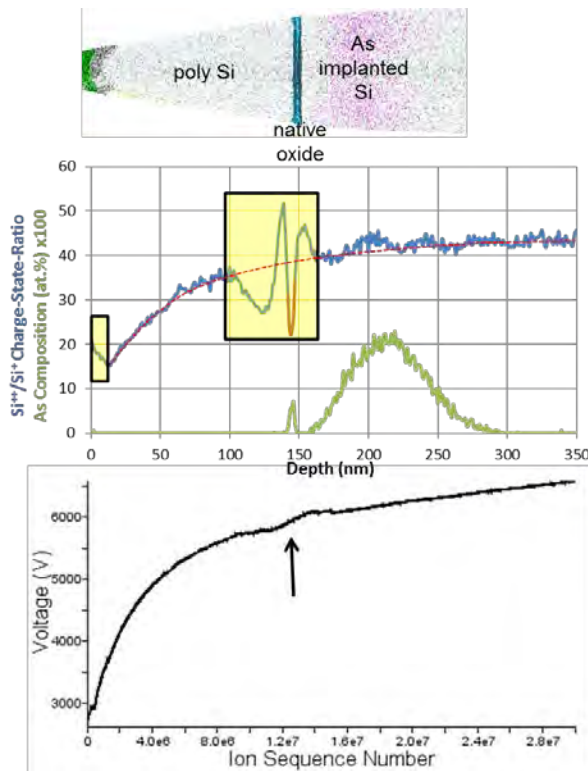 poly Si
As
implanted
Si
native
oxide
Si⁺⁺/Si⁺ Charge-State-Ratio
As Composition (at.%) x100
60
50
40
30
20
10
0
0 50 100 150 200 250 300 350
Depth (nm)
Voltage (V)
6000
5000
4000
3000
0 4.0e6 8.0e6 1.2e7 1.6e7 2.0e7 2.4e7 2.8e7
Ion Sequence Number